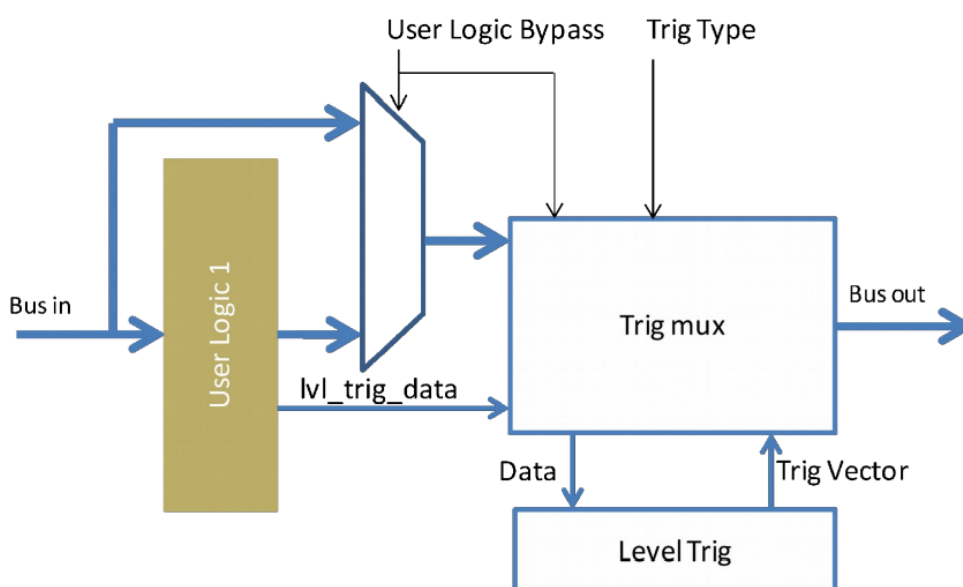 User Logic Bypass
Trig Type
Bus in
User Logic 1
lvl_trig_data
Trig mux
Bus out
Data
Trig Vector
Level Trig